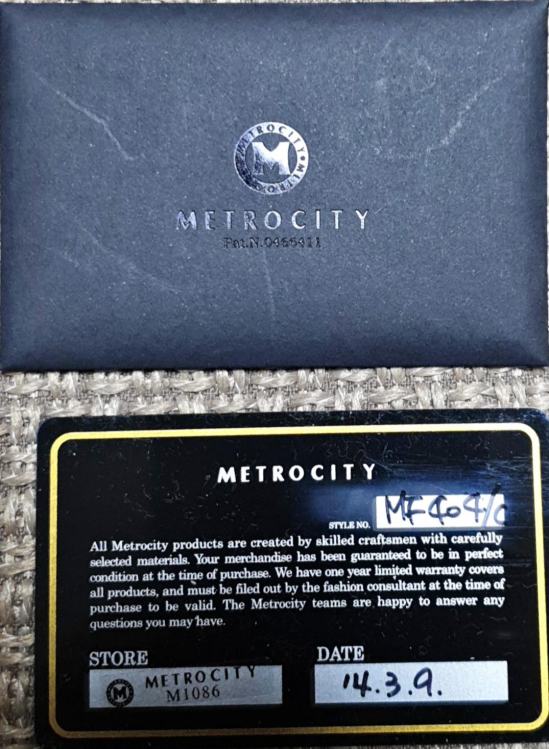 METROCITY
M
METROCITY
Pat.N.0466411
METROCITY
STYLE NO.
All Metrocity products are created by skilled craftsmen with carefully
selected materials. Your merchandise has been guaranteed to be in perfect
condition at the time of purchase. We have one year limited warranty covers
all products, and must be filed out by the fashion consultant at the time of
purchase to be valid. The Metrocity teams are happy to answer any
questions you may have.
STORE
DATE
M
METROCITY
M1086
'14.3.9.